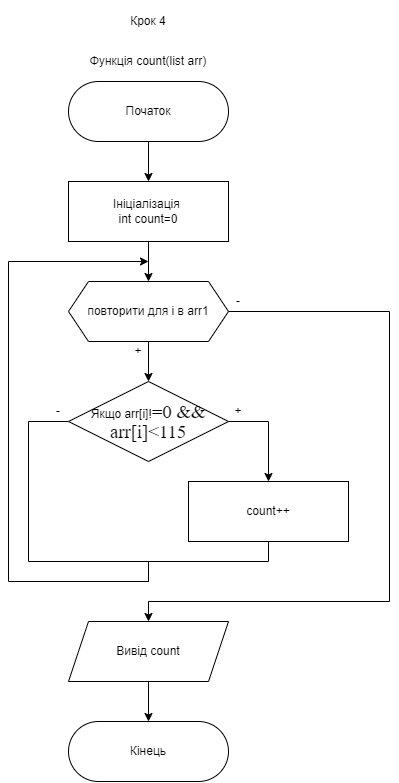 Крок 4
Функція count(list arr)
Початок
Ініціалізація
int count=0
повторити для і в arr1
-
+
Якщо arr[i]!=0 &&
arr[i]<115
-
+
count++
Вивід count
Кінець